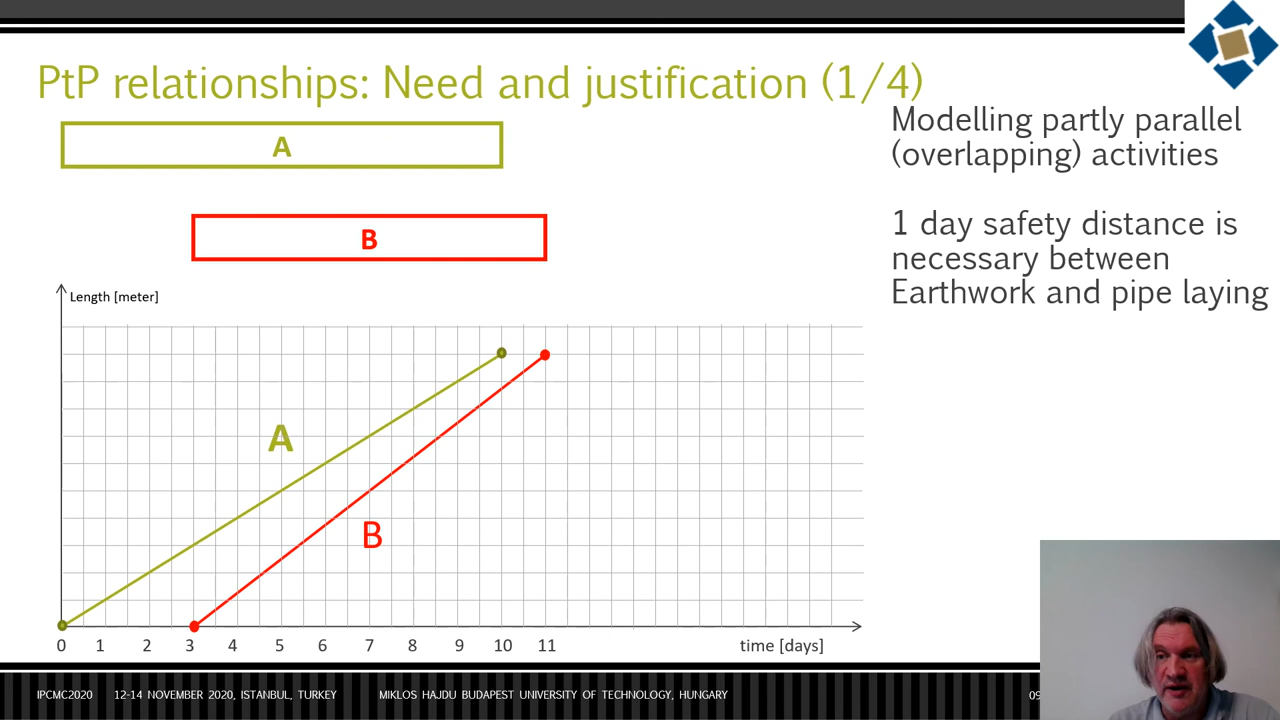 PtP relationships: Need and justification (1/4)
A
B
Modelling partly parallel
(overlapping) activities
1 day safety distance is
necessary between
Earthwork and pipe laying
Length [meter]
A
B
0 1 2 3 4 5 6 7 8 9 10 11 time [days]
IPCMC2020 12-14 NOVEMBER 2020, ISTANBUL, TURKEY MIKLOS HAJDU BUDAPEST UNIVERSITY OF TECHNOLOGY, HUNGARY 09